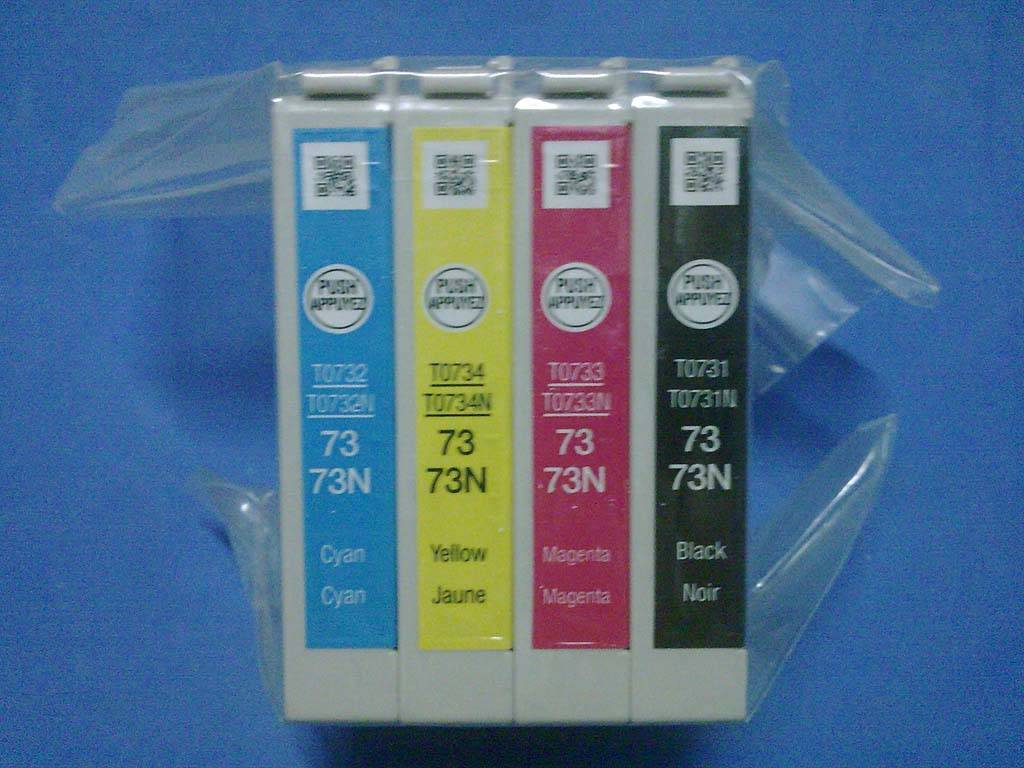 PUSH
APPUYEZ
T0732
T0732N
73
73N
Cyan
Cyan
PUSH
APPUYEZ
T0734
T0734N
73
73N
Yellow
Jaune
PUSH
APPUYEZ
T0733
T0733N
73
73N
Magenta
Magenta
PUSH
APPUYEZ
T0731
T0731N
73
73N
Black
Noir